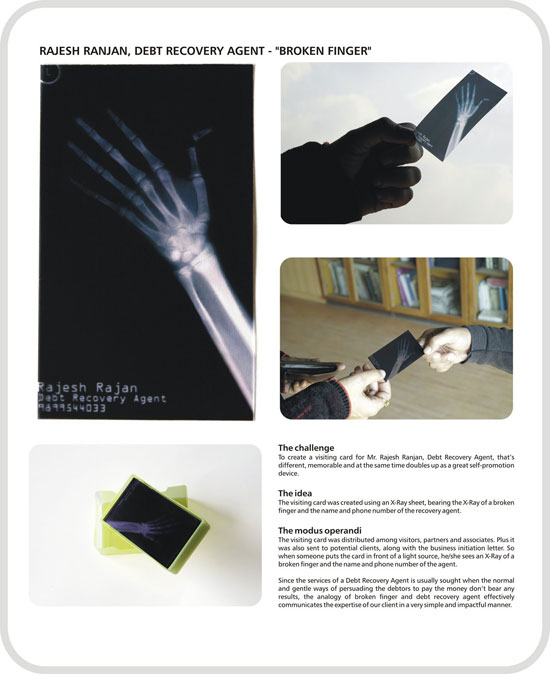 RAJESH RANJAN, DEBT RECOVERY AGENT - "BROKEN FINGER"
L
Rajesh Rajan
Debt Recovery Agent
9899544033
The challenge
To create a visiting card for Mr. Rajesh Ranjan, Debt Recovery Agent, that's
different, memorable and at the same time doubles up as a great self-promotion
device.
The idea
The visiting card was created using an X-Ray sheet, bearing the X-Ray of a broken
finger and the name and phone number of the recovery agent.
The modus operandi
The visiting card was distributed among visitors, partners and associates. Plus it
was also sent to potential clients, along with the business initiation letter. So
when someone puts the card in front of a light source, he/she sees an X-Ray of a
broken finger and the name and phone number of the agent.
Since the services of a Debt Recovery Agent is usually sought when the normal
and gentle ways of persuading the debtors to pay the money don't bear any
results, the analogy of broken finger and debt recovery agent effectively
communicates the expertise of our client in a very simple and impactful manner.